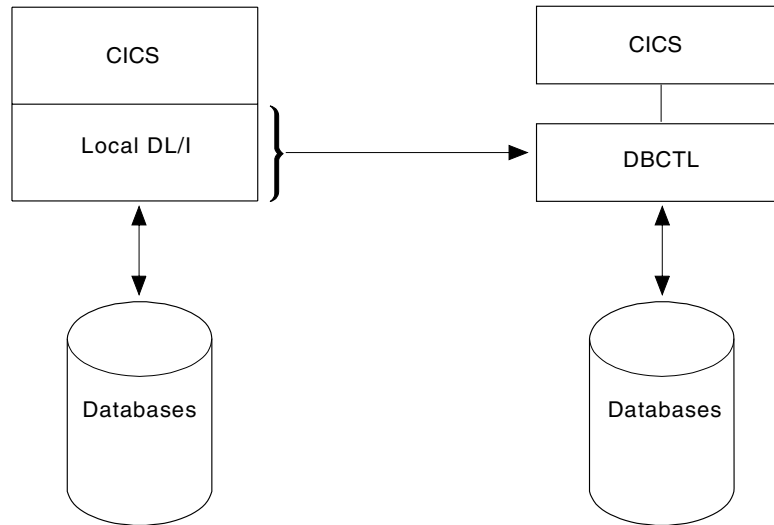 CICS
Local DL/I
Databases
CICS
DBCTL
Databases